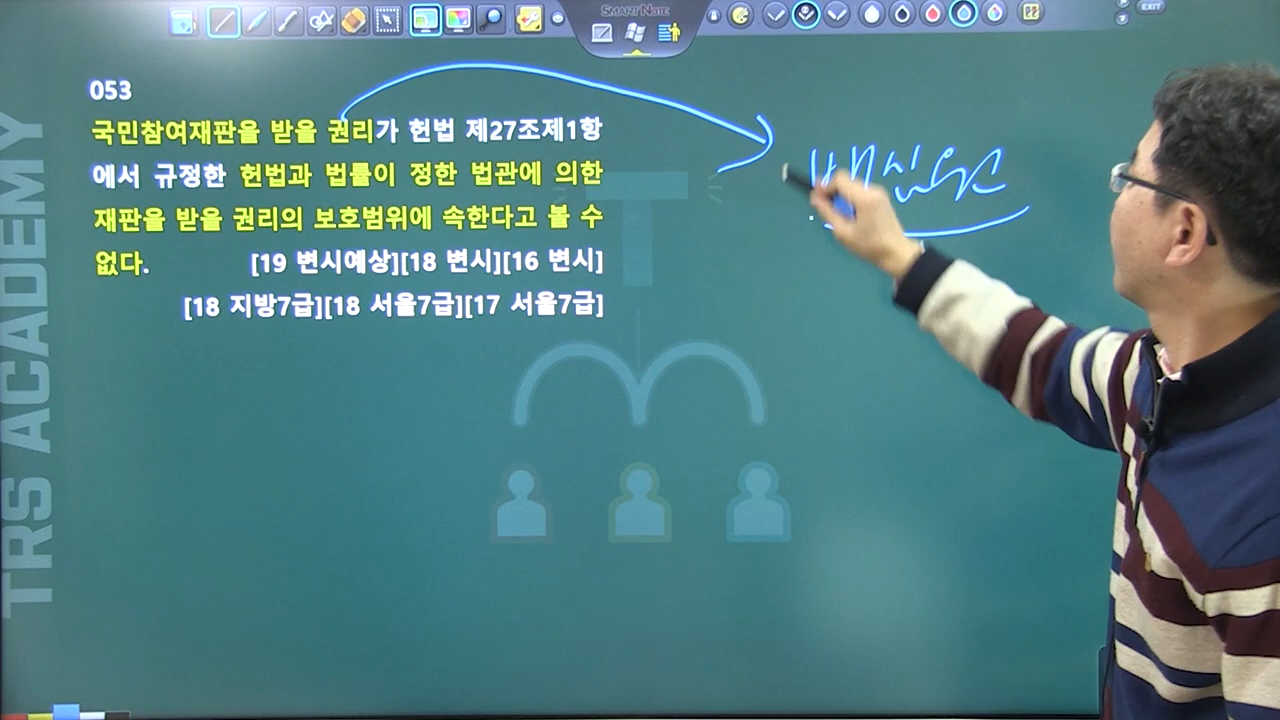 SMART NOTE
EXIT
053
국민참여재판을 받을 권리가 헌법 제27조제1항
에서 규정한 헌법과 법률이 정한 법관에 의한
재판을 받을 권리의 보호범위에 속한다고 볼 수
없다. [19 변시예상][18 변시][16 변시]
[18 지방7급][18 서울7급][17 서울7급]
배심원
TRS ACADEMY